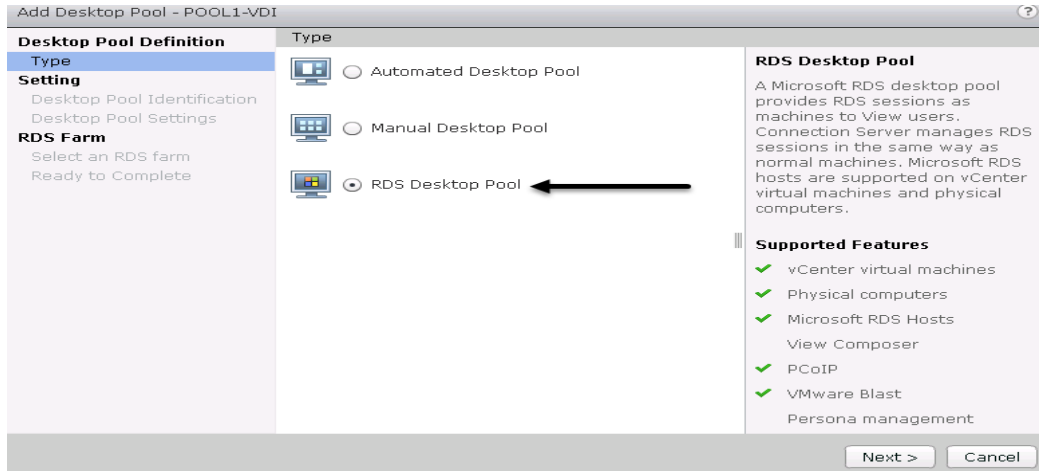 Add Desktop Pool - POOL1-VDI
?
Desktop Pool Definition
Type
Setting
Desktop Pool Identification
Desktop Pool Settings
RDS Farm
Select an RDS farm
Ready to Complete
Type
Automated Desktop Pool
Manual Desktop Pool
RDS Desktop Pool
RDS Desktop Pool
A Microsoft RDS desktop pool
provides RDS sessions as
machines to View users.
Connection Server manages RDS
sessions in the same way as
normal machines. Microsoft RDS
hosts are supported on vCenter
virtual machines and physical
computers.
Supported Features
vCenter virtual machines
Physical computers
Microsoft RDS Hosts
View Composer
PCoIP
VMware Blast
Persona management
Next >
Cancel